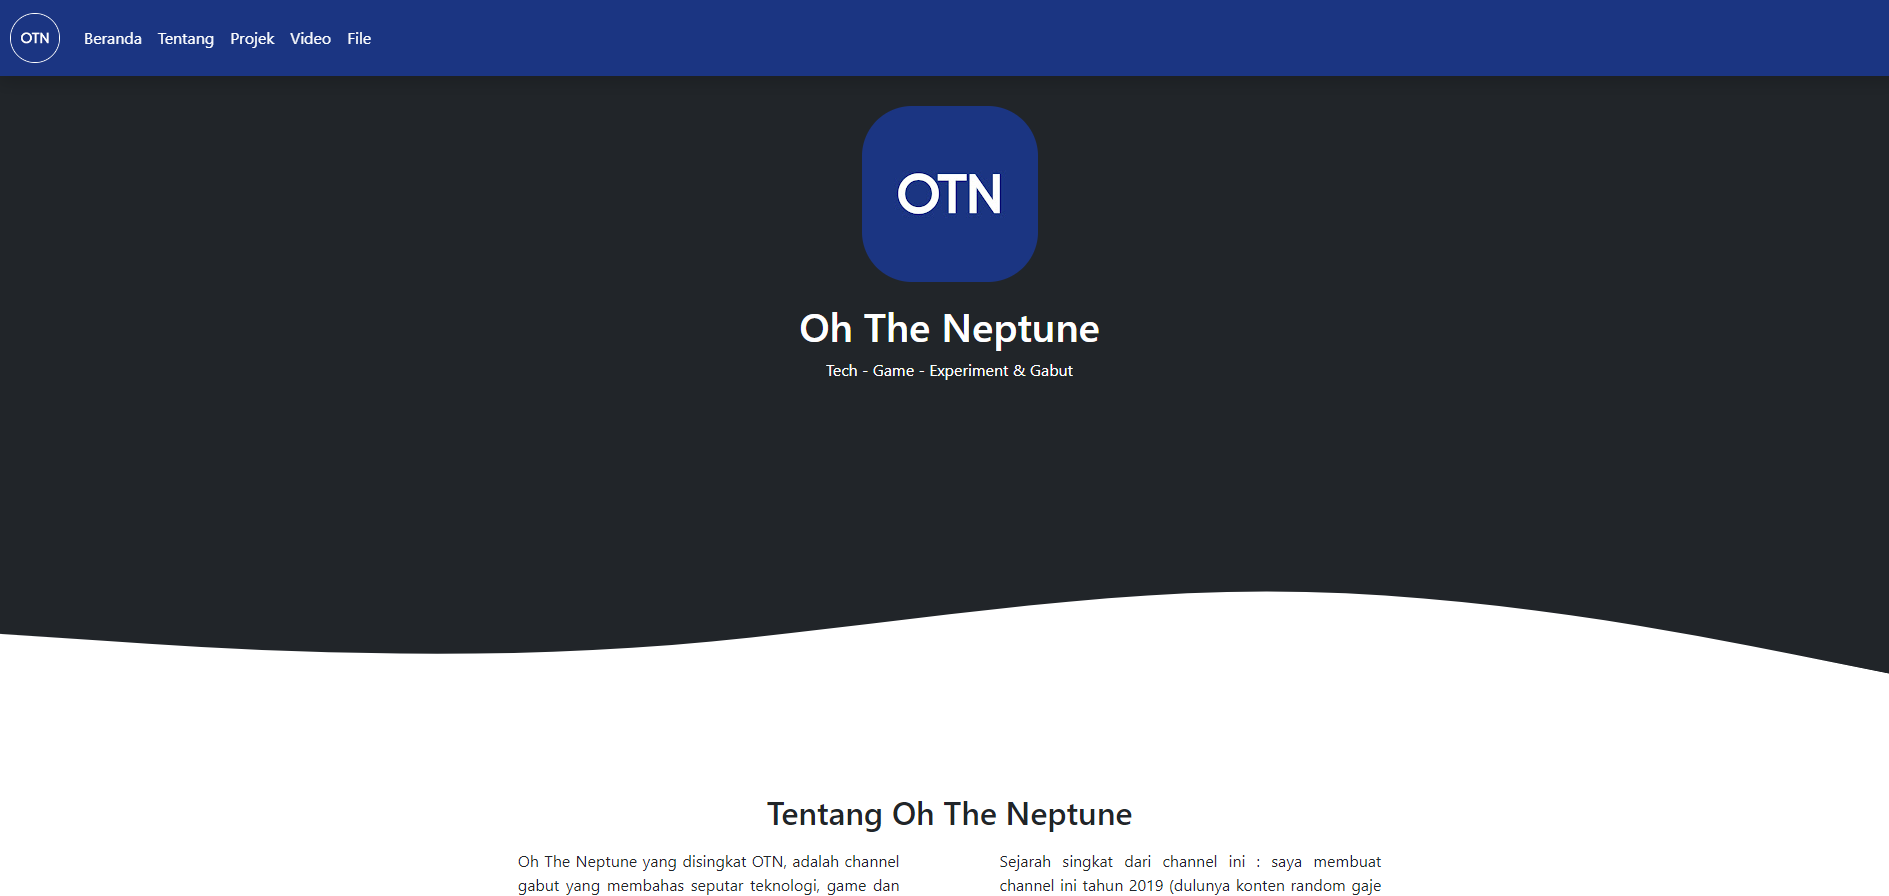 OTN Beranda Tentang Projek Video File
OTN
Oh The Neptune
Tech - Game - Experiment & Gabut
Tentang Oh The Neptune
Oh The Neptune yang disingkat OTN, adalah channel
gabut yang membahas seputar teknologi, game dan
Sejarah singkat dari channel ini : saya membuat
channel ini tahun 2019 (dulunya konten random gaje